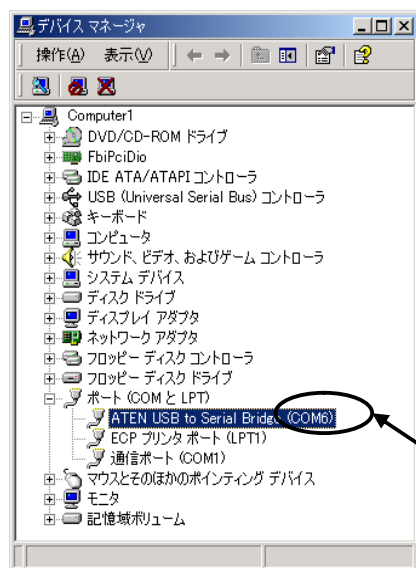 デバイス マネージャ
操作(A) 表示(V)
Computer1
DVD/CD-ROM ドライブ
FbiPciDio
IDE ATA/ATAPI コントローラ
USB (Universal Serial Bus) コントローラ
キーボード
コンピュータ
サウンド、ビデオ、およびゲーム コントローラ
システム デバイス
ディスク ドライブ
ディスプレイ アダプタ
ネットワーク アダプタ
フロッピー ディスク コントローラ
フロッピー ディスク ドライブ
ポート (COM と LPT)
ATEN USB to Serial Bridge (COM6)
ECP プリンタ ポート (LPT1)
通信ポート (COM1)
マウスとそのほかのポインティング デバイス
モニタ
記憶域ボリューム